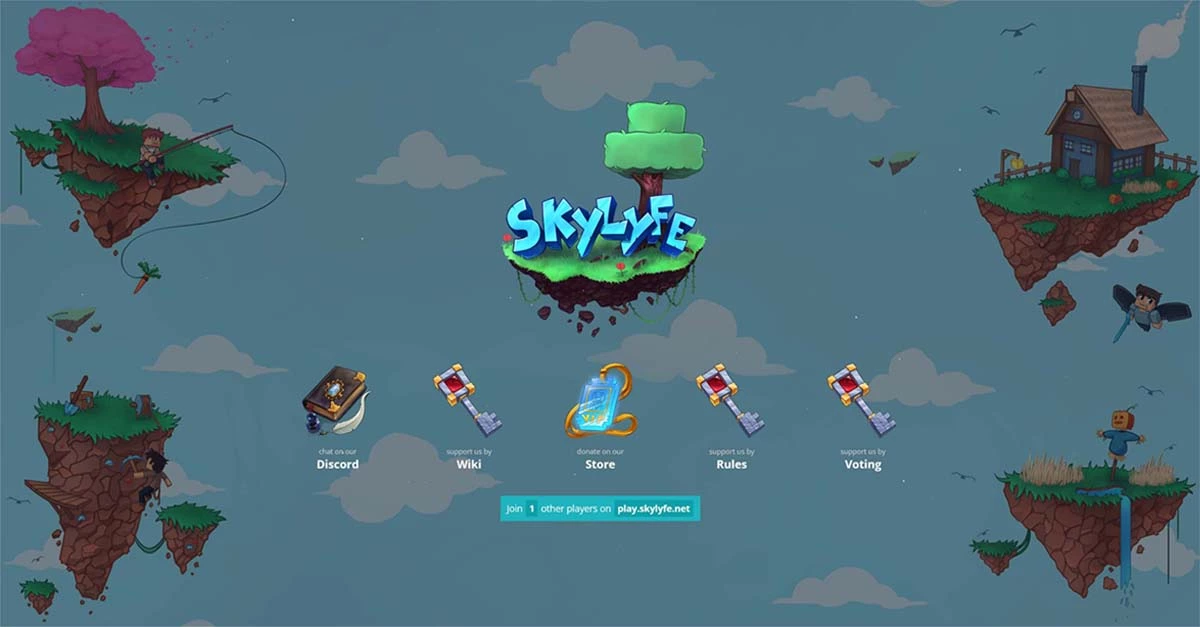 SKYLYFE
chat on our
Discord
support us by
Wiki
donate on our
Store
support us by
Rules
support us by
Voting
Join 1 other players on play.skylyfe.net